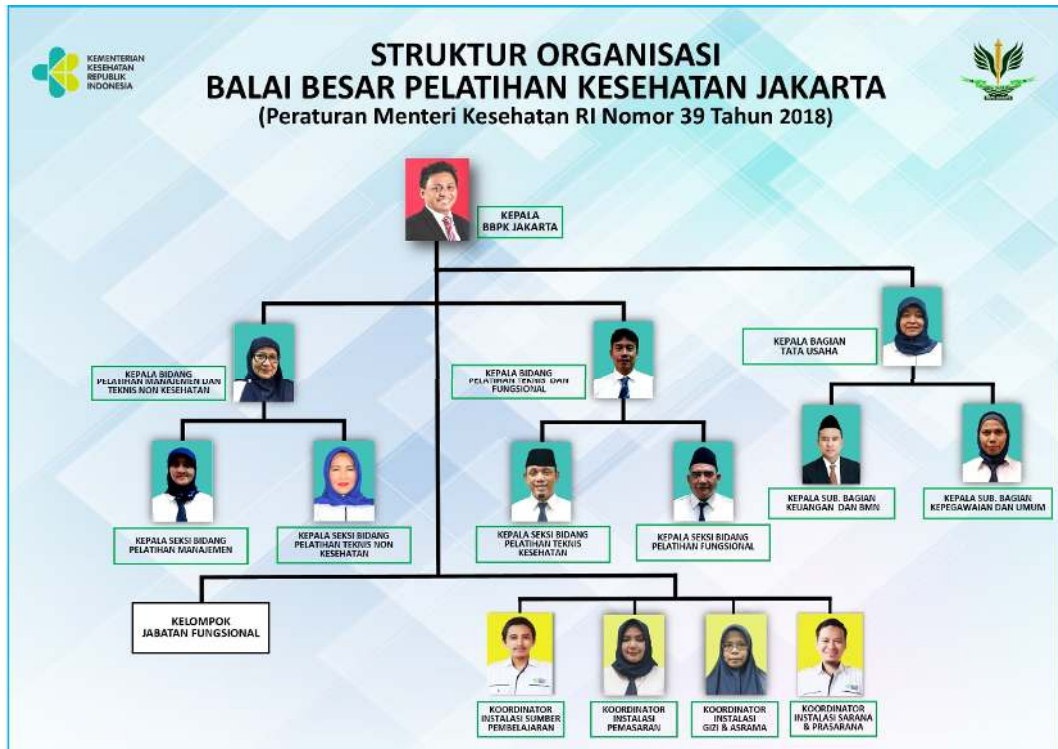 KEMENTERIAN
KESEHATAN
REPUBLIK
INDONESIA
STRUKTUR ORGANISASI
BALAI BESAR PELATIHAN KESEHATAN JAKARTA
(Peraturan Menteri Kesehatan RI Nomor 39 Tahun 2018)
KEPALA
BBPK JAKARTA
KEPALA BIDANG
PELATIHAN MANAJEMEN DAN
TEKNIS NON KESEHATAN
KEPALA BIDANG
PELATIHAN TEKNIS DAN
FUNGSIONAL
KEPALA BAGIAN
TATA USAHA
KEPALA SEKSI BIDANG
PELATIHAN MANAJEMEN
KEPALA SEKSI BIDANG
PELATIHAN TEKNIS NON
KESEHATAN
KEPALA SEKSI BIDANG
PELATIHAN TEKNIS
KESEHATAN
KEPALA SEKSI BIDANG
PELATIHAN FUNGSIONAL
KEPALA SUB. BAGIAN
KEUANGAN DAN BMN
KEPALA SUB. BAGIAN
KEPEGAWAIAN DAN UMUM
KELOMPOK
JABATAN FUNGSIONAL
KOORDINATOR
INSTALASI SUMBER
PEMBELAJARAN
KOORDINATOR
INSTALASI
PEMASARAN
KOORDINATOR
INSTALASI
GIZI & ASRAMA
KOORDINATOR
INSTALASI SARANA
& PRASARANA